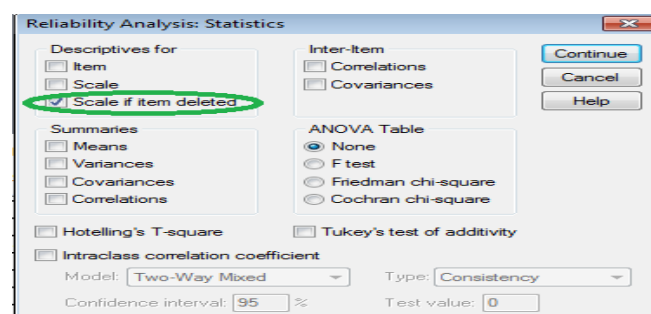 Reliability Analysis: Statistics
Descriptives for
Item
Scale
Scale if item deleted
Inter-Item
Correlations
Covariances
Continue
Cancel
Help
Summaries
Means
Variances
Covariances
Correlations
ANOVA Table
None
F test
Friedman chi-square
Cochran chi-square
Hotelling's T-square
Tukey's test of additivity
Intraclass correlation coefficient
Model: Two-Way Mixed
Type: Consistency
Confidence interval: 95 %
Test value: 0